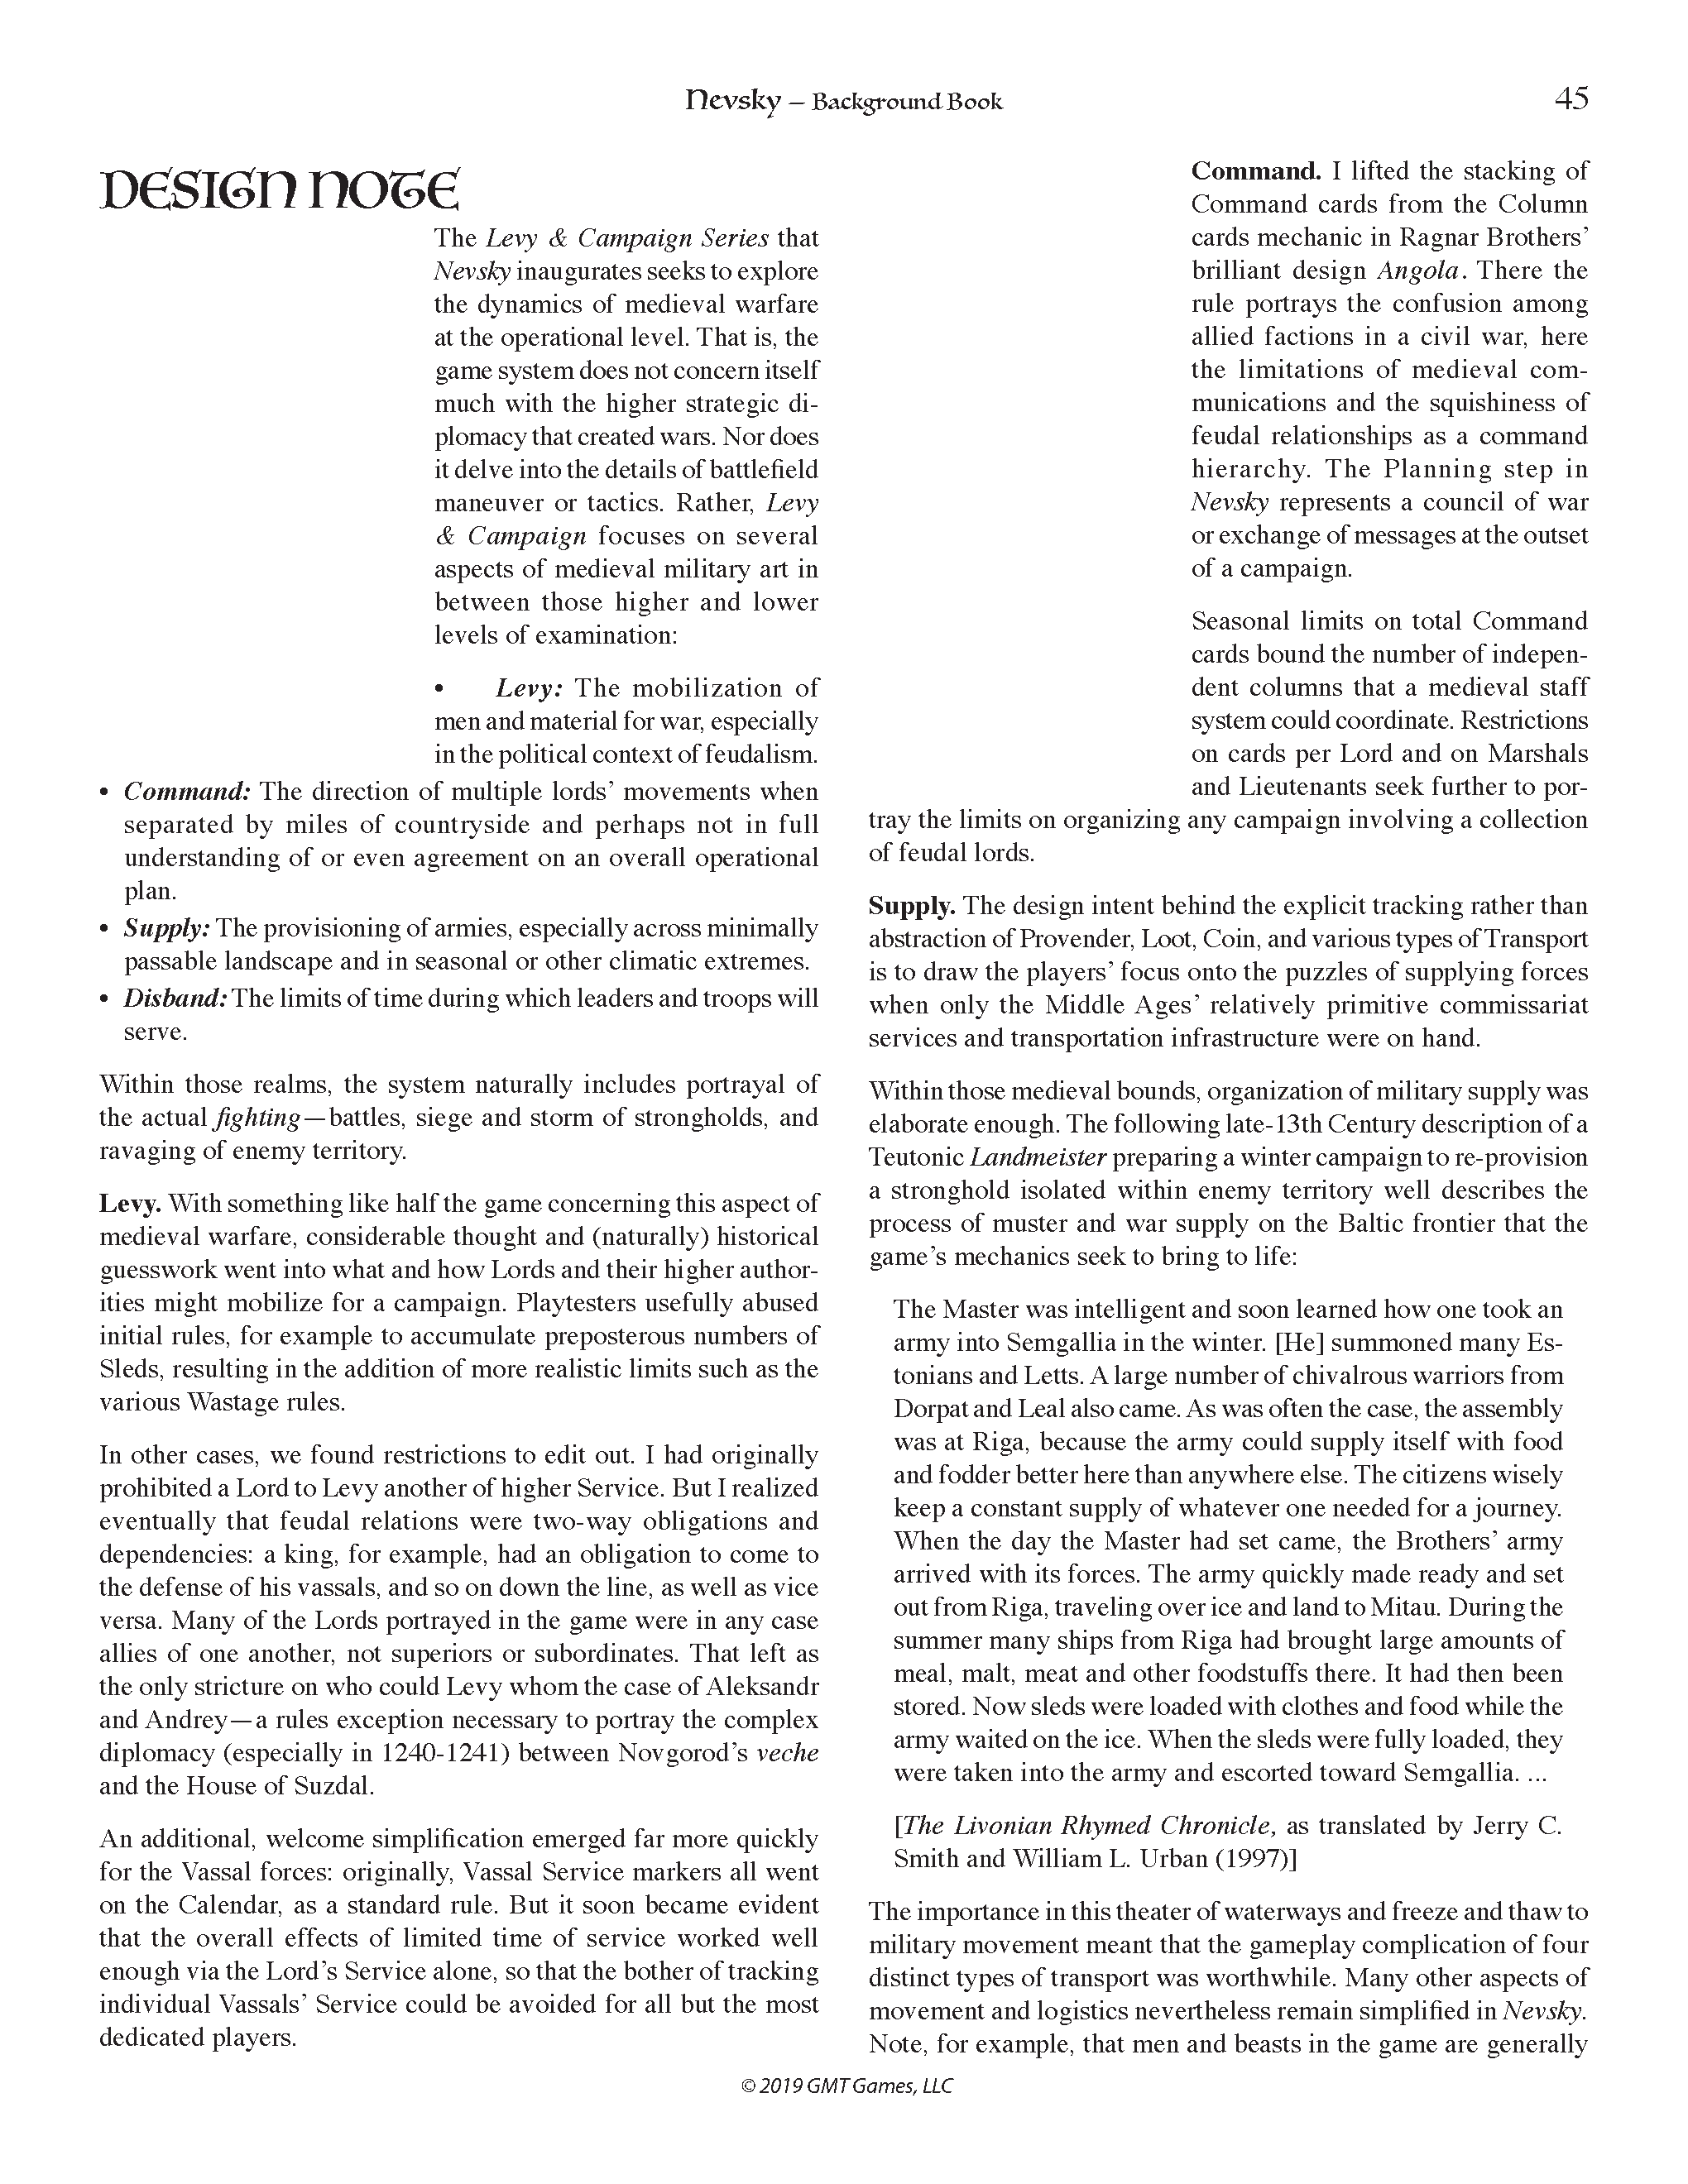 Nevsky – Background Book
45
DESIGN NOTE
The Levy & Campaign Series that
Nevsky inaugurates seeks to explore
the dynamics of medieval warfare
at the operational level. That is, the
game system does not concern itself
much with the higher strategic di-
plomacy that created wars. Nor does
it delve into the details of battlefield
maneuver or tactics. Rather, Levy
& Campaign focuses on several
aspects of medieval military art in
between those higher and lower
levels of examination:
• Levy: The mobilization of
men and material for war, especially
in the political context of feudalism.
• Command: The direction of multiple lords’ movements when
separated by miles of countryside and perhaps not in full
understanding of or even agreement on an overall operational
plan.
• Supply: The provisioning of armies, especially across minimally
passable landscape and in seasonal or other climatic extremes.
• Disband: The limits of time during which leaders and troops will
serve.
Within those realms, the system naturally includes portrayal of
the actual fighting—battles, siege and storm of strongholds, and
ravaging of enemy territory.
Levy. With something like half the game concerning this aspect of
medieval warfare, considerable thought and (naturally) historical
guesswork went into what and how Lords and their higher author-
ities might mobilize for a campaign. Playtesters usefully abused
initial rules, for example to accumulate preposterous numbers of
Sleds, resulting in the addition of more realistic limits such as the
various Wastage rules.
In other cases, we found restrictions to edit out. I had originally
prohibited a Lord to Levy another of higher Service. But I realized
eventually that feudal relations were two-way obligations and
dependencies: a king, for example, had an obligation to come to
the defense of his vassals, and so on down the line, as well as vice
versa. Many of the Lords portrayed in the game were in any case
allies of one another, not superiors or subordinates. That left as
the only stricture on who could Levy whom the case of Aleksandr
and Andrey—a rules exception necessary to portray the complex
diplomacy (especially in 1240-1241) between Novgorod’s veche
and the House of Suzdal.
An additional, welcome simplification emerged far more quickly
for the Vassal forces: originally, Vassal Service markers all went
on the Calendar, as a standard rule. But it soon became evident
that the overall effects of limited time of service worked well
enough via the Lord’s Service alone, so that the bother of tracking
individual Vassals’ Service could be avoided for all but the most
dedicated players.
Command. I lifted the stacking of
Command cards from the Column
cards mechanic in Ragnar Brothers’
brilliant design Angola. There the
rule portrays the confusion among
allied factions in a civil war, here
the limitations of medieval com-
munications and the squishiness of
feudal relationships as a command
hierarchy. The Planning step in
Nevsky represents a council of war
or exchange of messages at the outset
of a campaign.
Seasonal limits on total Command
cards bound the number of indepen-
dent columns that a medieval staff
system could coordinate. Restrictions
on cards per Lord and on Marshals
and Lieutenants seek further to por-
tray the limits on organizing any campaign involving a collection
of feudal lords.
Supply. The design intent behind the explicit tracking rather than
abstraction of Provender, Loot, Coin, and various types of Transport
is to draw the players’ focus onto the puzzles of supplying forces
when only the Middle Ages’ relatively primitive commissariat
services and transportation infrastructure were on hand.
Within those medieval bounds, organization of military supply was
elaborate enough. The following late-13th Century description of a
Teutonic Landmeister preparing a winter campaign to re-provision
a stronghold isolated within enemy territory well describes the
process of muster and war supply on the Baltic frontier that the
game’s mechanics seek to bring to life:
The Master was intelligent and soon learned how one took an
army into Semgallia in the winter. [He] summoned many Es-
tonians and Letts. A large number of chivalrous warriors from
Dorpat and Leal also came. As was often the case, the assembly
was at Riga, because the army could supply itself with food
and fodder better here than anywhere else. The citizens wisely
keep a constant supply of whatever one needed for a journey.
When the day the Master had set came, the Brothers’ army
arrived with its forces. The army quickly made ready and set
out from Riga, traveling over ice and land to Mitau. During the
summer many ships from Riga had brought large amounts of
meal, malt, meat and other foodstuffs there. It had then been
stored. Now sleds were loaded with clothes and food while the
army waited on the ice. When the sleds were fully loaded, they
were taken into the army and escorted toward Semgallia. ...
[The Livonian Rhymed Chronicle, as translated by Jerry C.
Smith and William L. Urban (1997)]
The importance in this theater of waterways and freeze and thaw to
military movement meant that the gameplay complication of four
distinct types of transport was worthwhile. Many other aspects of
movement and logistics nevertheless remain simplified in Nevsky.
Note, for example, that men and beasts in the game are generally
© 2019 GMT Games, LLC